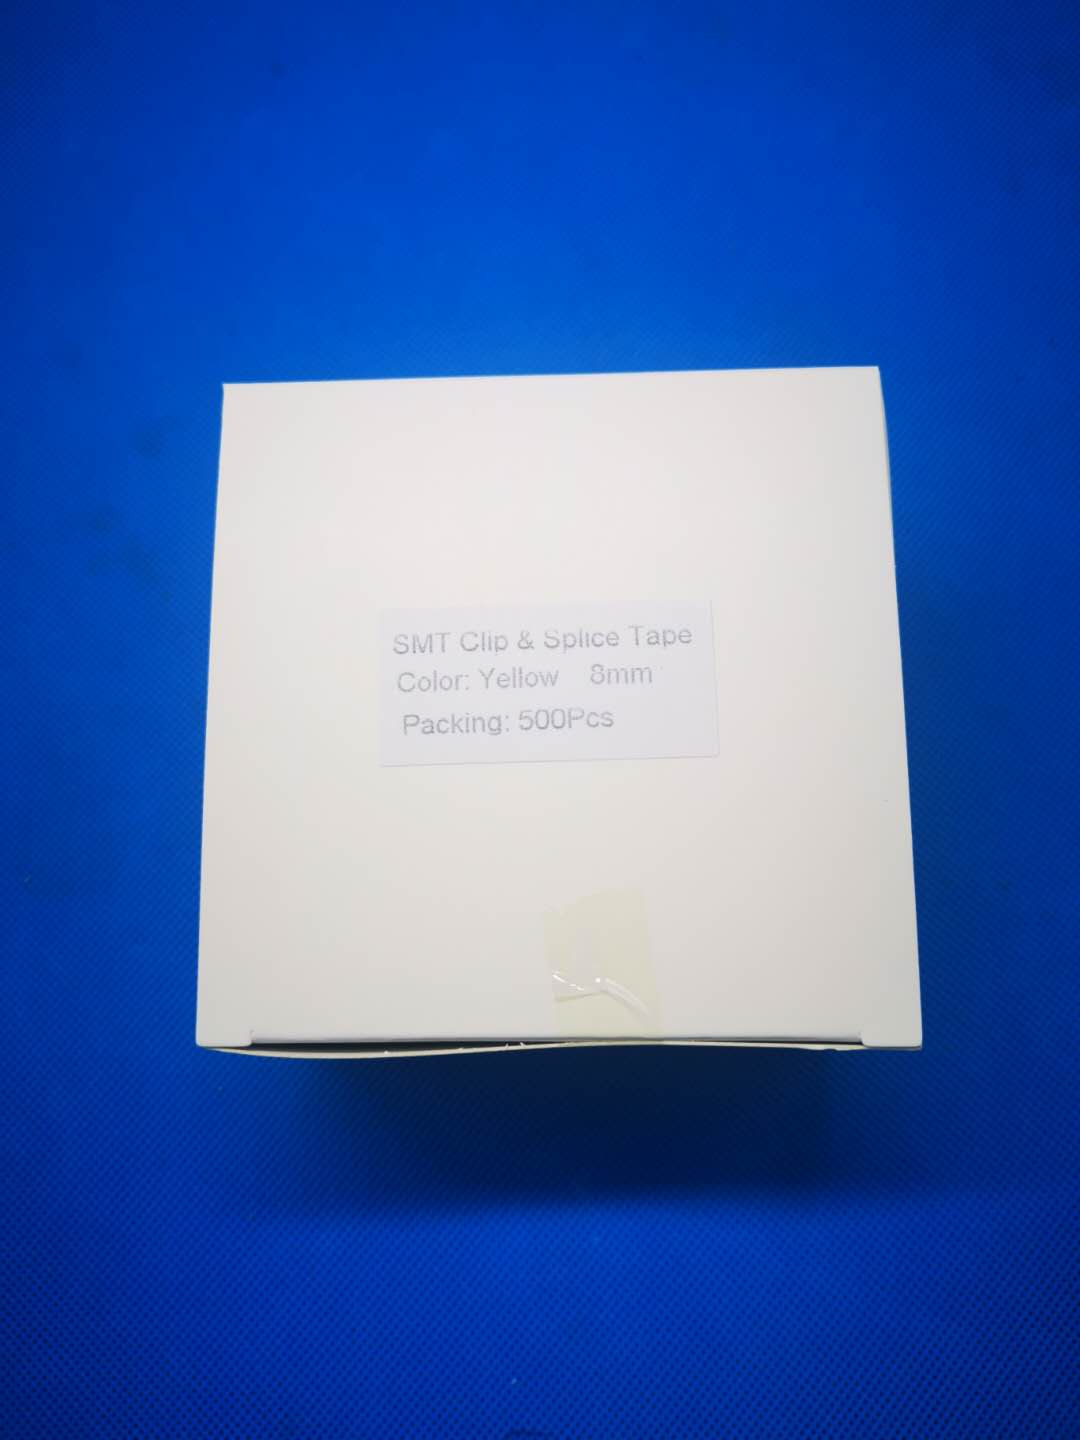 SMT Clip & Splice Tape
Color: Yellow 8mm
Packing: 500Pcs